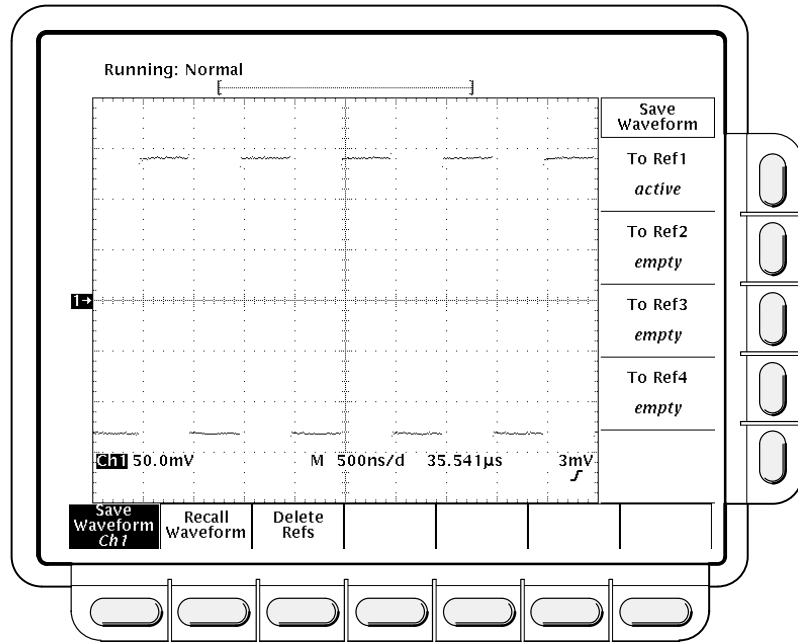 Running: Normal
Save
Waveform
To Ref1
active
To Ref2
empty
1→
To Ref3
empty
To Ref4
empty
Ch1 50.0mV M 500ns/d 35.541µs 3mV
Save
Waveform
Ch1
Recall
Waveform
Delete
Refs